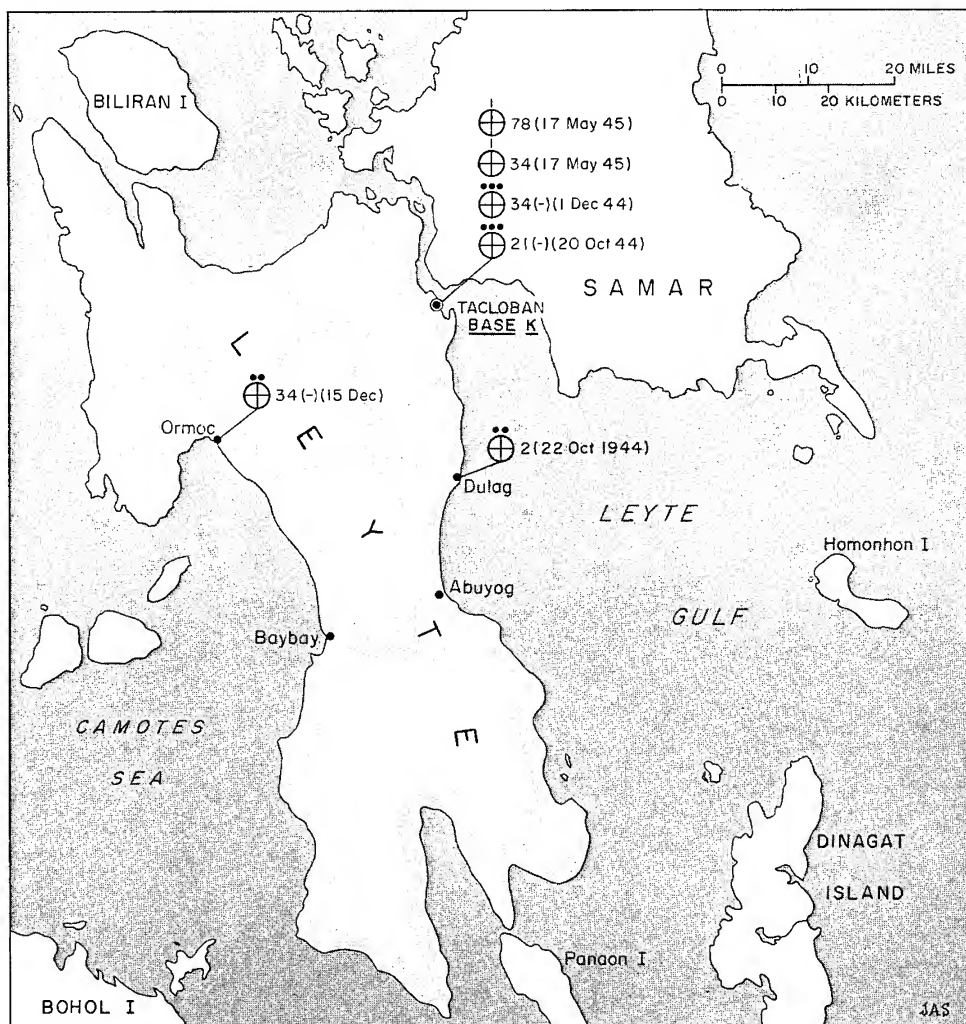 BILIRAN I
0 10 20 MILES
0 10 20 KILOMETERS
78 (17 May 45)
34 (17 May 45)
34(-)(1 Dec 44)
21(-)(20 Oct 44)
SAMAR
TACLOBAN
BASE K
LEYTE
34(-)(15 Dec)
Ormoc
2(22 Oct 1944)
Dulag
LEYTE
GULF
Homonhon I
Abuyog
Baybay
CAMOTES
SEA
DINAGAT
ISLAND
Panaon I
BOHOL I
JAS